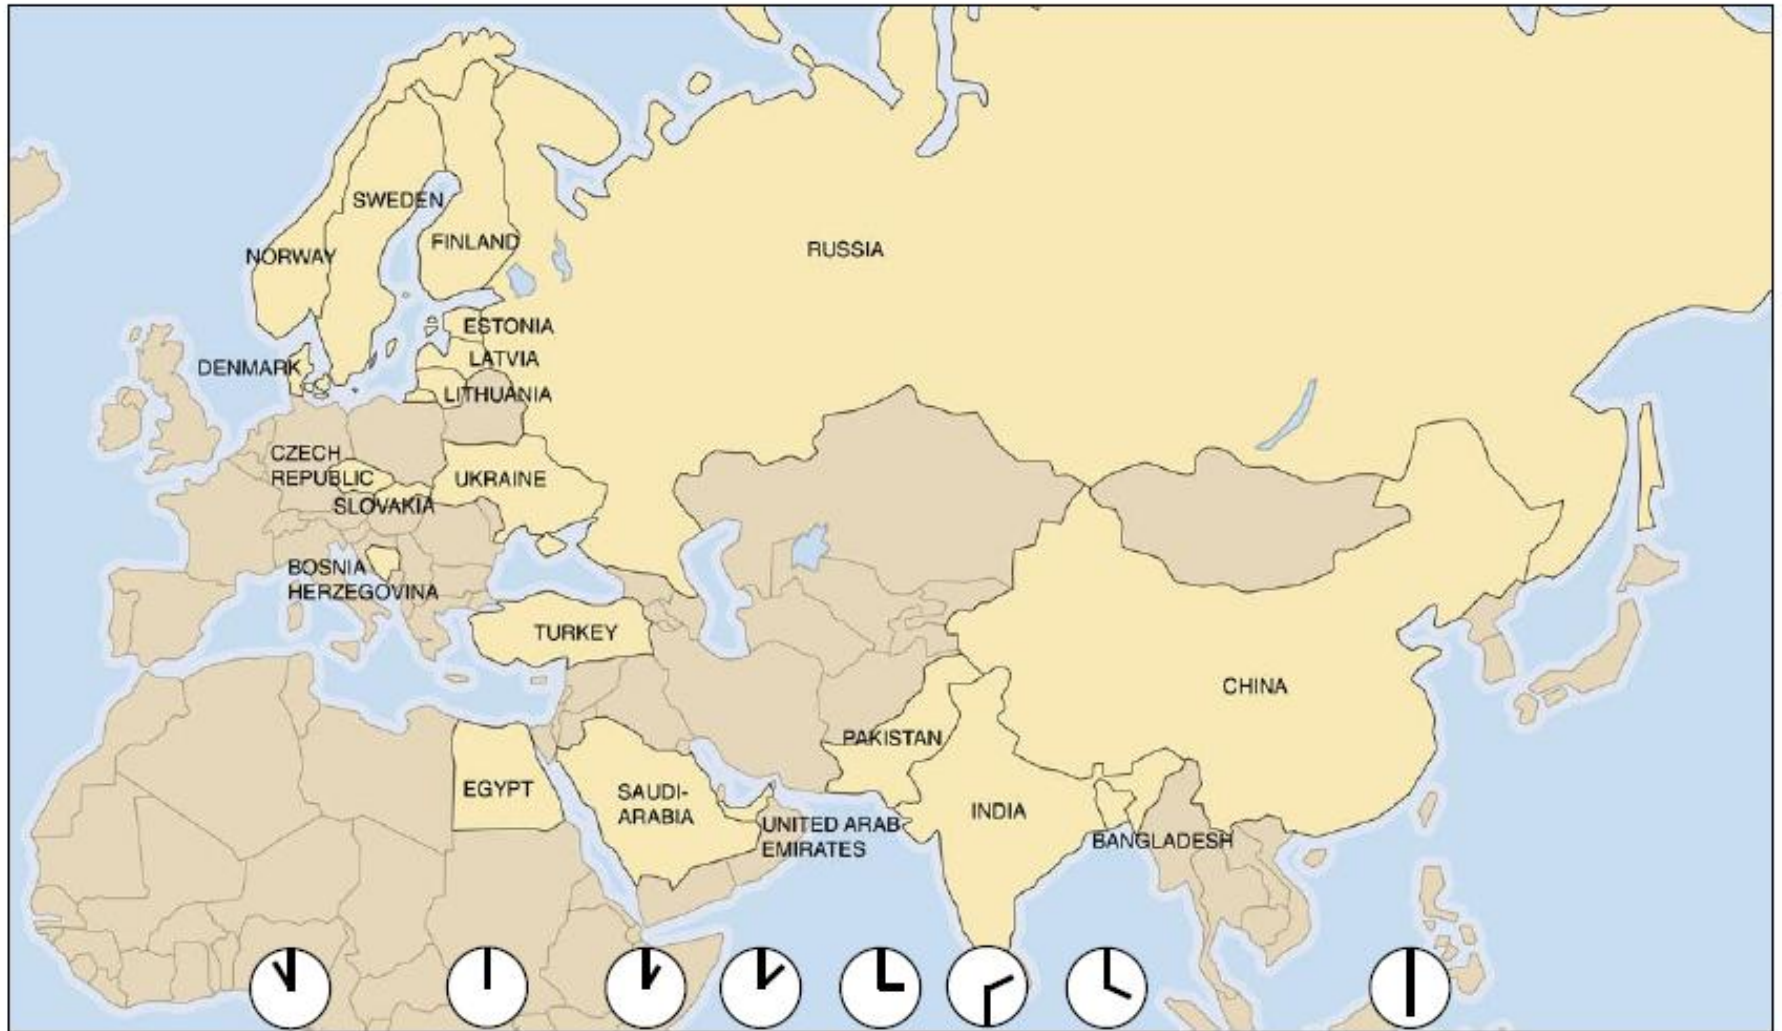 SWEDEN
FINLAND
NORWAY
RUSSIA
ESTONIA
LATVIA
DENMARK
LITHUANIA
CZECH
REPUBLIC
UKRAINE
SLOVAKIA
BOSNIA
HERZEGOVINA
TURKEY
CHINA
PAKISTAN
EGYPT
SAUDI-
ARABIA
INDIA
UNITED ARAB
EMIRATES
BANGLADESH